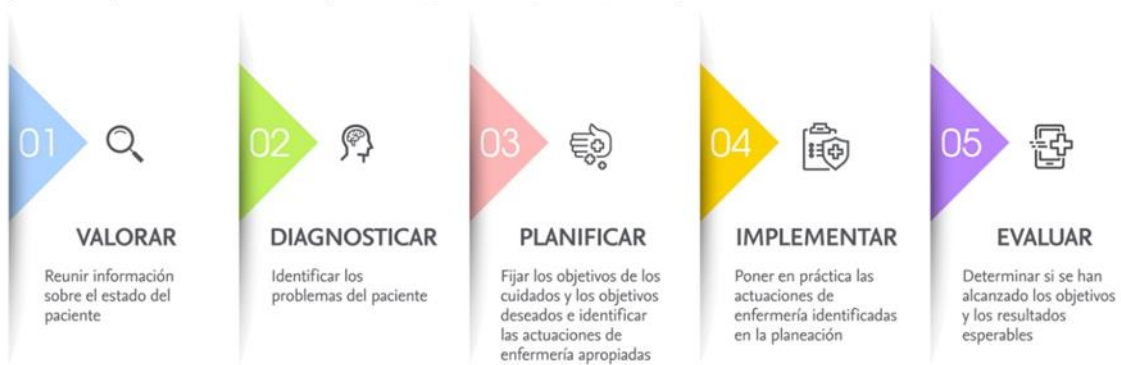 01
VALORAR
Reunir información
sobre el estado del
paciente
02
DIAGNOSTICAR
Identificar los
problemas del paciente
03
PLANIFICAR
Fijar los objetivos de los
cuidados y los objetivos
deseados e identificar
las actuaciones de
enfermería apropiadas
04
IMPLEMENTAR
Poner en práctica las
actuaciones de
enfermería identificadas
en la planeación
05
EVALUAR
Determinar si se han
alcanzado los objetivos
y los resultados
esperables